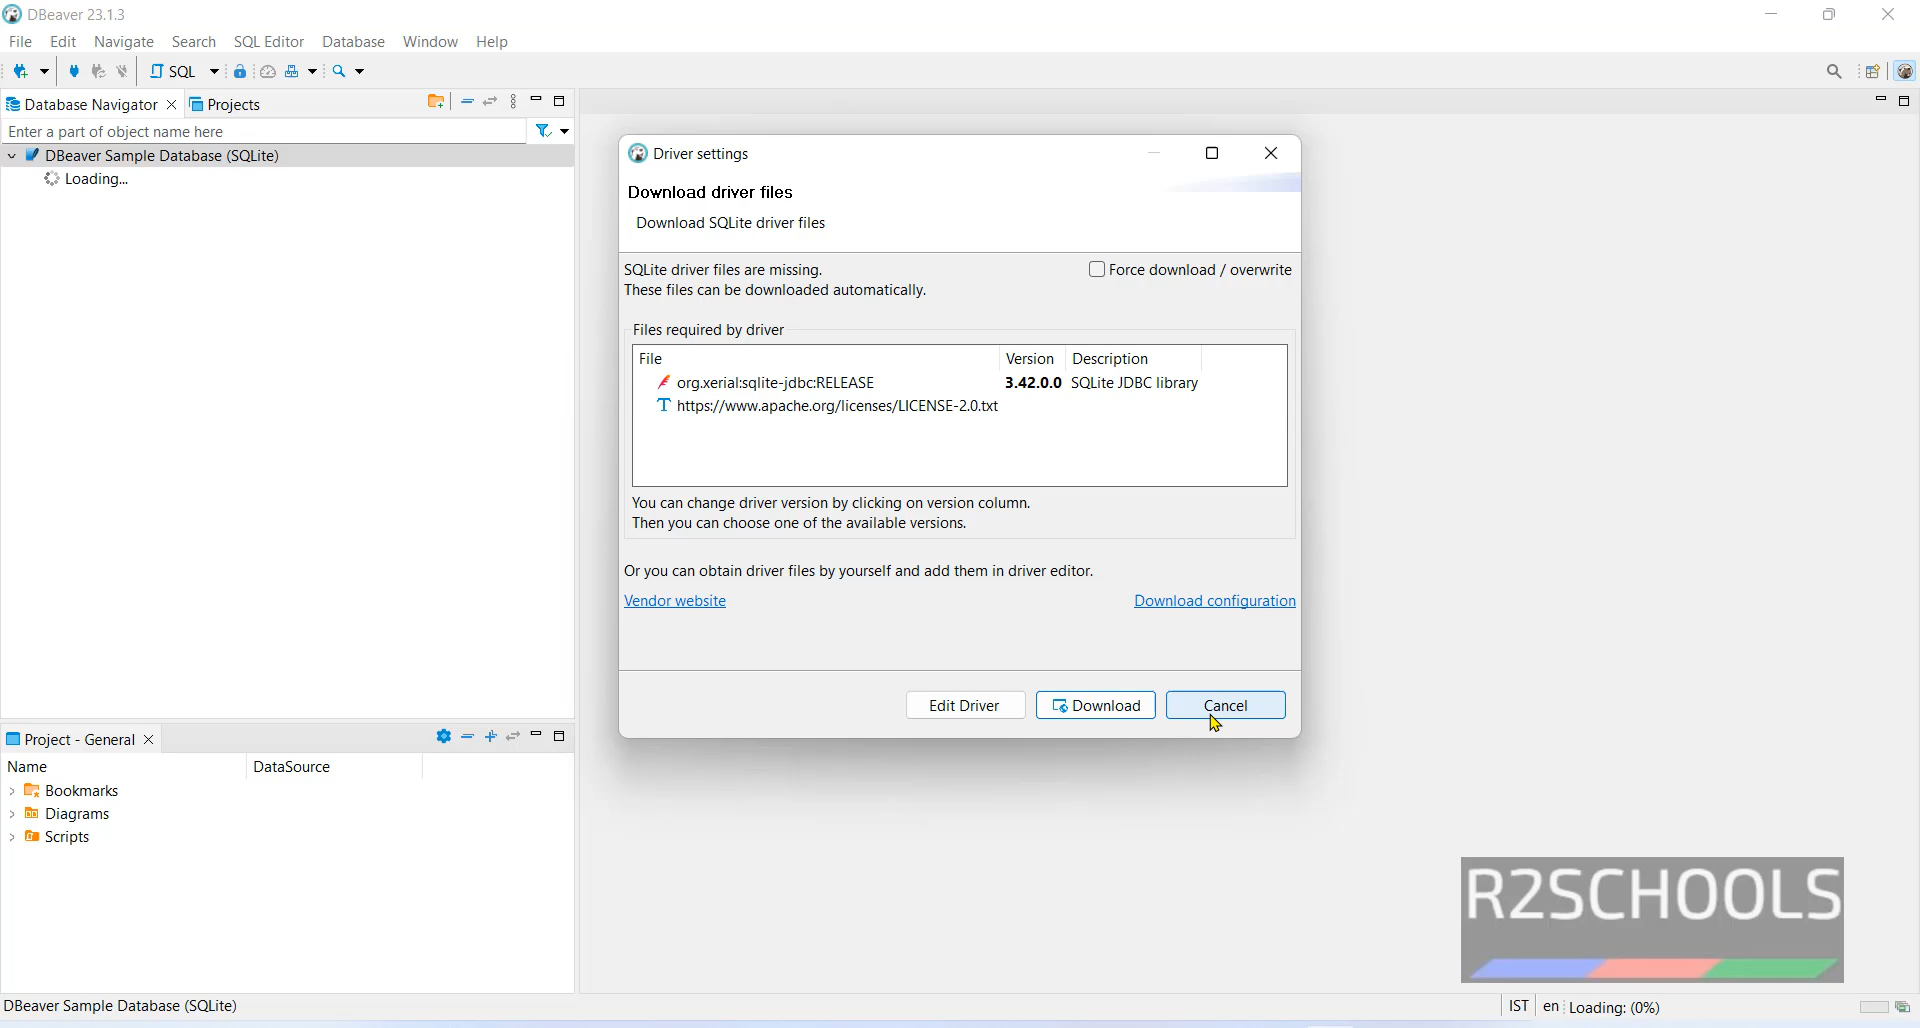 DBeaver 23.1.3
File Edit Navigate Search SQL Editor Database Window Help
SQL
Database Navigator Projects
Enter a part of object name here
DBeaver Sample Database (SQLite)
Loading...
Driver settings
Download driver files
Download SQLite driver files
SQLite driver files are missing.
Force download / overwrite
These files can be downloaded automatically.
Files required by driver
File Version Description
org.xerial:sqlite-jdbc:RELEASE 3.42.0.0 SQLite JDBC library
T https://www.apache.org/licenses/LICENSE-2.0.txt
You can change driver version by clicking on version column.
Then you can choose one of the available versions.
Or you can obtain driver files by yourself and add them in driver editor.
Vendor website Download configuration
Edit Driver Download Cancel
Project - General
Name DataSource
Bookmarks
Diagrams
Scripts
R2SCHOOLS
DBeaver Sample Database (SQLite) IST en Loading: (0%)